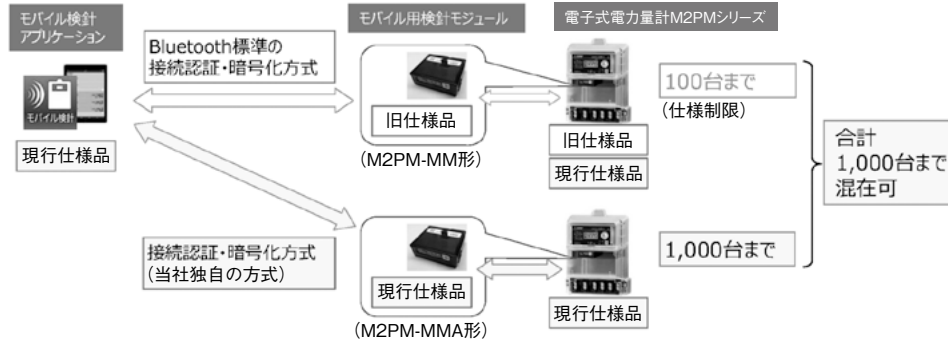 モバイル検針
アプリケーション
モバイル用検針モジュール
電子式電力量計M2PMシリーズ
Bluetooth標準の
接続認証・暗号化方式
モバイル検針
現行仕様品
旧仕様品
(M2PM-MM形)
旧仕様品
現行仕様品
100台まで
(仕様制限)
合計
1,000台まで
混在可
接続認証・暗号化方式
(当社独自の方式)
現行仕様品
(M2PM-MMA形)
現行仕様品
1,000台まで